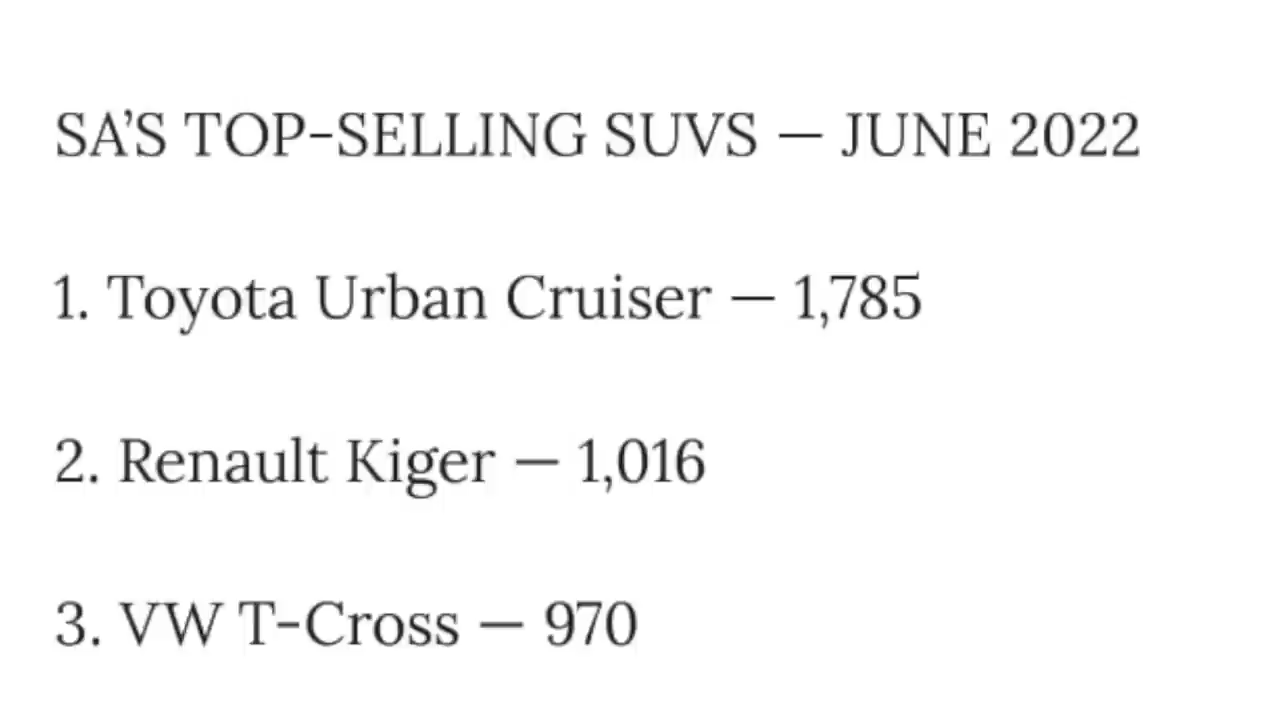 SA’S TOP-SELLING SUVS — JUNE 2022
1. Toyota Urban Cruiser — 1,785
2. Renault Kiger — 1,016
3. VW T-Cross — 970